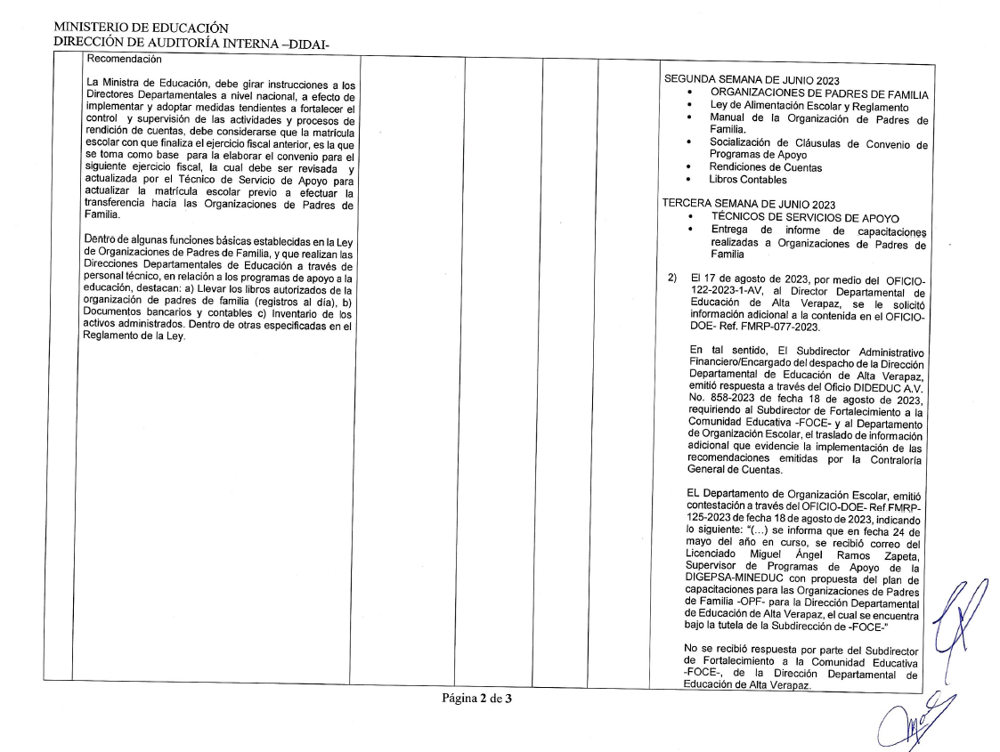 MINISTERIO DE EDUCACIÓN
DIRECCIÓN DE AUDITORÍA INTERNA –DIDAI-
Recomendación
La Ministra de Educación, debe girar instrucciones a los
Directores Departamentales a nivel nacional, a efecto de
implementar y adoptar medidas tendientes a fortalecer el
control y supervisión de las actividades y procesos de
rendición de cuentas, debe considerarse que la matrícula
escolar con que finaliza el ejercicio fiscal anterior, es la que
se toma como base para la elaborar el convenio para el
siguiente ejercicio fiscal, la cual debe ser revisada y
actualizada por el Técnico de Servicio de Apoyo para
actualizar la matrícula escolar previo a efectuar la
transferencia hacia las Organizaciones de Padres de
Familia.
Dentro de algunas funciones básicas establecidas en la Ley
de Organizaciones de Padres de Familia, y que realizan las
Direcciones Departamentales de Educación a través de
personal técnico, en relación a los programas de apoyo a la
educación, destacan: a) Llevar los libros autorizados de la
organización de padres de familia (registros al día), b)
Documentos bancarios y contables c) Inventario de los
activos administrados. Dentro de otras especificadas en el
Reglamento de la Ley.
SEGUNDA SEMANA DE JUNIO 2023
• ORGANIZACIONES DE PADRES DE FAMILIA
• Ley de Alimentación Escolar y Reglamento
• Manual de la Organización de Padres de
Familia.
• Socialización de Cláusulas de Convenio de
Programas de Apoyo
• Rendiciones de Cuentas
• Libros Contables
TERCERA SEMANA DE JUNIO 2023
• TÉCNICOS DE SERVICIOS DE APOYO
• Entrega de informe de capacitaciones
realizadas a Organizaciones de Padres de
Familia
2) El 17 de agosto de 2023, por medio del OFICIO-
122-2023-1-AV, al Director Departamental de
Educación de Alta Verapaz, se le solicitó
información adicional a la contenida en el OFICIO-
DOE- Ref. FMRP-077-2023.
En tal sentido, El Subdirector Administrativo
Financiero/Encargado del despacho de la Dirección
Departamental de Educación de Alta Verapaz,
emitió respuesta a través del Oficio DIDEDUC A.V.
No. 858-2023 de fecha 18 de agosto de 2023,
requiriendo al Subdirector de Fortalecimiento a la
Comunidad Educativa -FOCE- y al Departamento
de Organización Escolar, el traslado de información
adicional que evidencie la implementación de las
recomendaciones emitidas por la Contraloría
General de Cuentas.
EL Departamento de Organización Escolar, emitió
contestación a través del OFICIO-DOE- Ref.FMRP-
125-2023 de fecha 18 de agosto de 2023, indicando
lo siguiente: "(...) se informa que en fecha 24 de
mayo del año en curso, se recibió correo del
Licenciado Miguel Ángel Ramos Zapeta,
Supervisor de Programas de Apoyo de la
DIGEPSA-MINEDUC con propuesta del plan de
capacitaciones para las Organizaciones de Padres
de Familia -OPF- para la Dirección Departamental
de Educación de Alta Verapaz, el cual se encuentra
bajo la tutela de la Subdirección de -FOCE-"
No se recibió respuesta por parte del Subdirector
de Fortalecimiento a la Comunidad Educativa
-FOCE-, de la Dirección Departamental de
Educación de Alta Verapaz.
Página 2 de 3